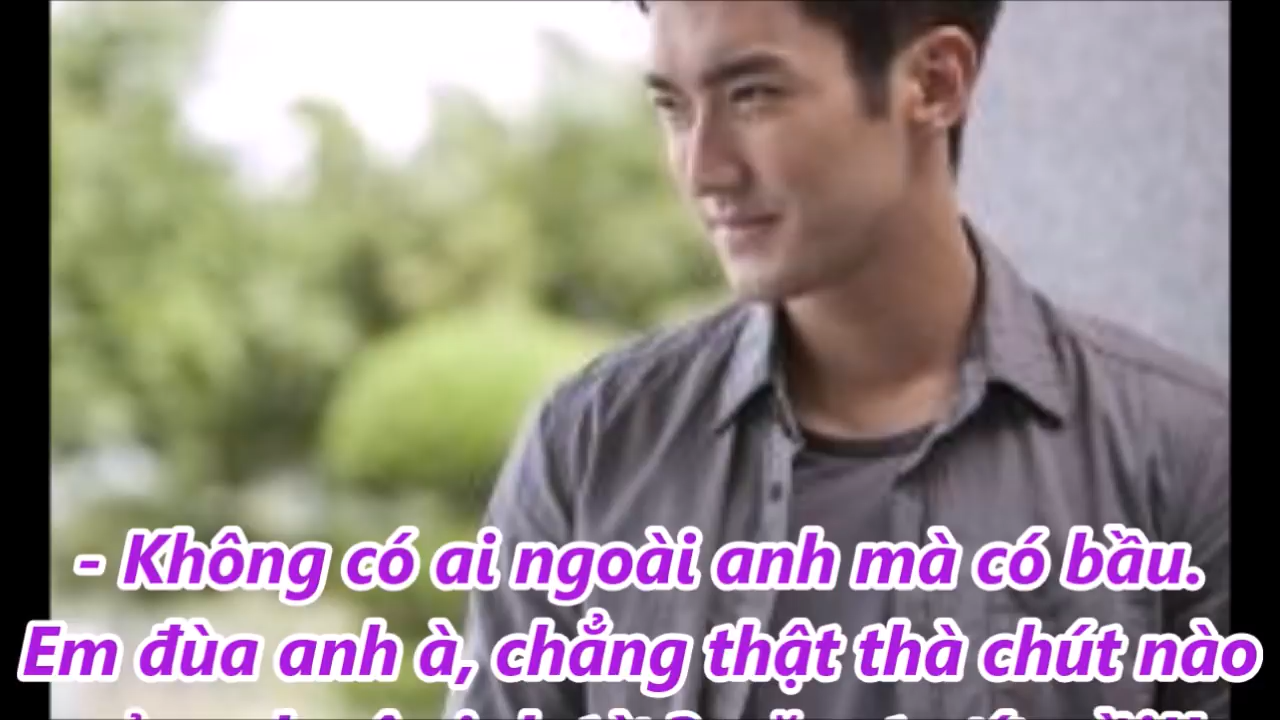 - Không có ai ngoài anh mà có bầu.
Em đùa anh à, chẳng thật thà chút nào